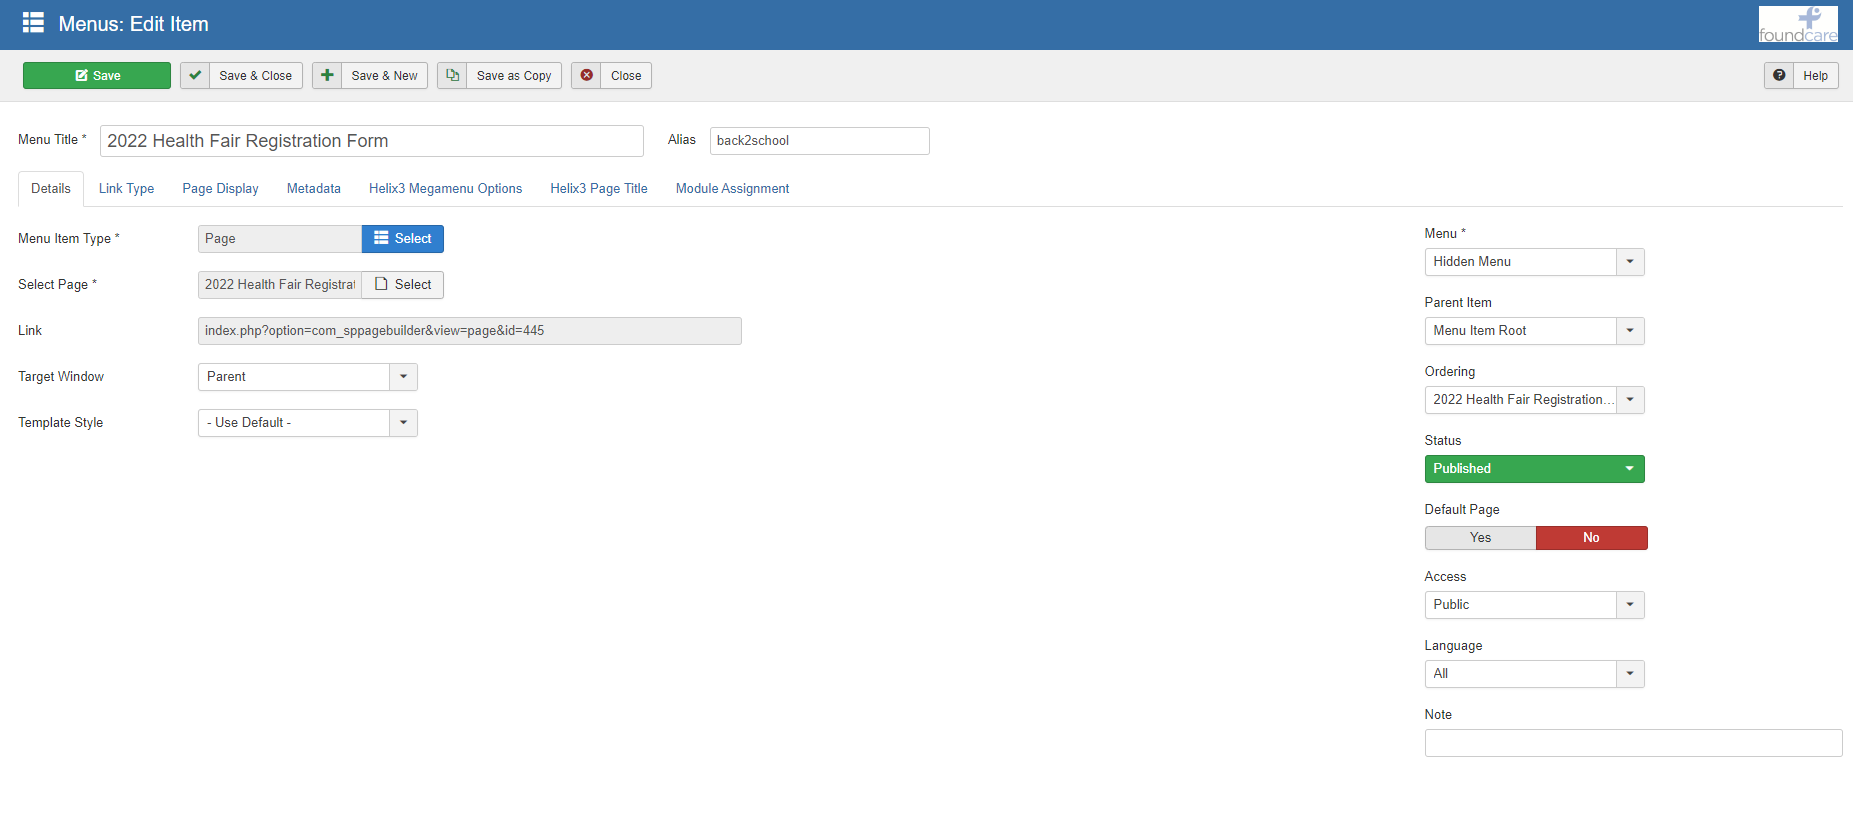 Menus: Edit Item
foundcare
Save
Save & Close
Save & New
Save as Copy
Close
Help
Menu Title *
2022 Health Fair Registration Form
Alias
back2school
Details
Link Type
Page Display
Metadata
Helix3 Megamenu Options
Helix3 Page Title
Module Assignment
Menu Item Type *
Page
Select
Select Page *
2022 Health Fair Registrat
Select
Link
index.php?option=com_sppagebuilder&view=page&id=445
Target Window
Parent
Template Style
- Use Default -
Menu *
Hidden Menu
Parent Item
Menu Item Root
Ordering
2022 Health Fair Registration...
Status
Published
Default Page
Yes
No
Access
Public
Language
All
Note